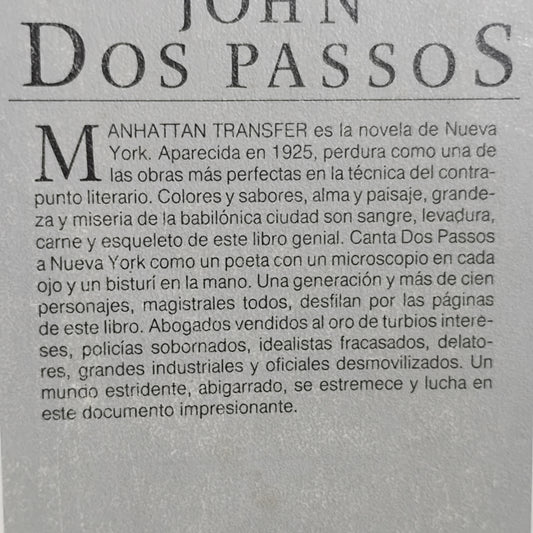 JOHN
DOS PASSOS
MANHATTAN TRANSFER es la novela de Nueva
York. Aparecida en 1925, perdura como una de
las obras más perfectas en la técnica del contra-
punto literario. Colores y sabores, alma y paisaje, grande-
za y miseria de la babilónica ciudad son sangre, levadura,
carne y esqueleto de este libro genial. Canta Dos Passos
a Nueva York como un poeta con un microscopio en cada
ojo y un bisturí en la mano. Una generación y más de cien
personajes, magistrales todos, desfilan por las páginas
de este libro. Abogados vendidos al oro de turbios intere-
ses, policías sobornados, idealistas fracasados, delato-
res, grandes industriales y oficiales desmovilizados. Un
mundo estridente, abigarrado, se estremece y lucha en
este documento impresionante.